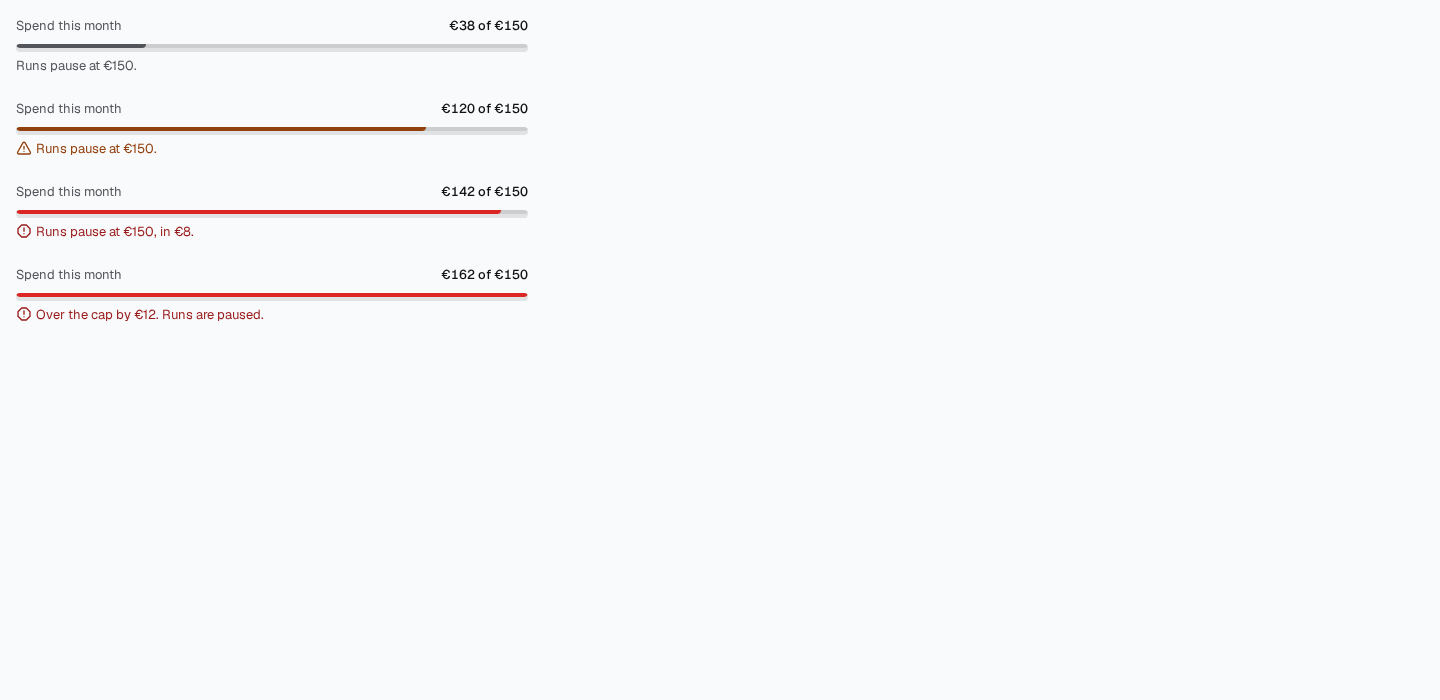 Spend this month €38 of €150
Runs pause at €150.
Spend this month €120 of €150
Runs pause at €150.
Spend this month €142 of €150
Runs pause at €150, in €8.
Spend this month €162 of €150
Over the cap by €12. Runs are paused.